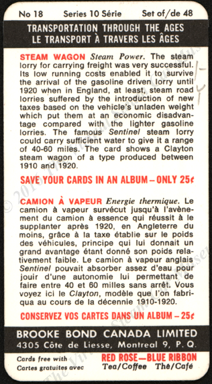 No 18 Series 10 Série Set of/de 48
TRANSPORTATION THROUGH THE AGES
LE TRANSPORT À TRAVERS LES ÂGES
STEAM WAGON Steam Power. The steam
lorry for carrying freight was very successful.
Its low running costs enabled it to survive
the arrival of the gasoline driven lorry until
1920 when in England, at least, steam
lorries suffered by the introduction of new
taxes based on the vehicle's unladen weight
which put them at an economic disadvan-
tage compared with the lighter gasoline
lorries. The famous Sentinel steam lorry
could carry sufficient water to give it a range
of 40-60 miles. The card shows a Clayton
steam wagon of a type produced between
1910 and 1920.
SAVE YOUR CARDS IN AN ALBUM – ONLY 25¢
CAMION À VAPEUR Energie thermique. Le
camion à vapeur survécut jusqu'à l'avène-
ment du camion à essence qui réussit à le
supplanter après 1920, en Angleterre du
moins, grâce à la taxe établie sur le poids
des véhicules, principe qui lui donnait un
grand avantage étant donné son poids rela-
tivement faible. Le camion à vapeur anglais
Sentinel pouvait absorber assez d'eau pour
jouir d'une autonomie lui permettant de
faire entre 40 et 60 milles sans arrêt. Vous
voyez ici le Clayton, modèle que l'on fabri-
qua au cours de la décennie 1910-1920.
CONSERVEZ VOS CARTES DANS UN ALBUM – 25¢
BROOKE BOND CANADA LIMITED
4305 Côte de Liesse, Montreal 9, P.Q.
Cards free with RED ROSE—BLUE RIBBON
Cartes gratuites avec Tea/Coffee Thé/Café